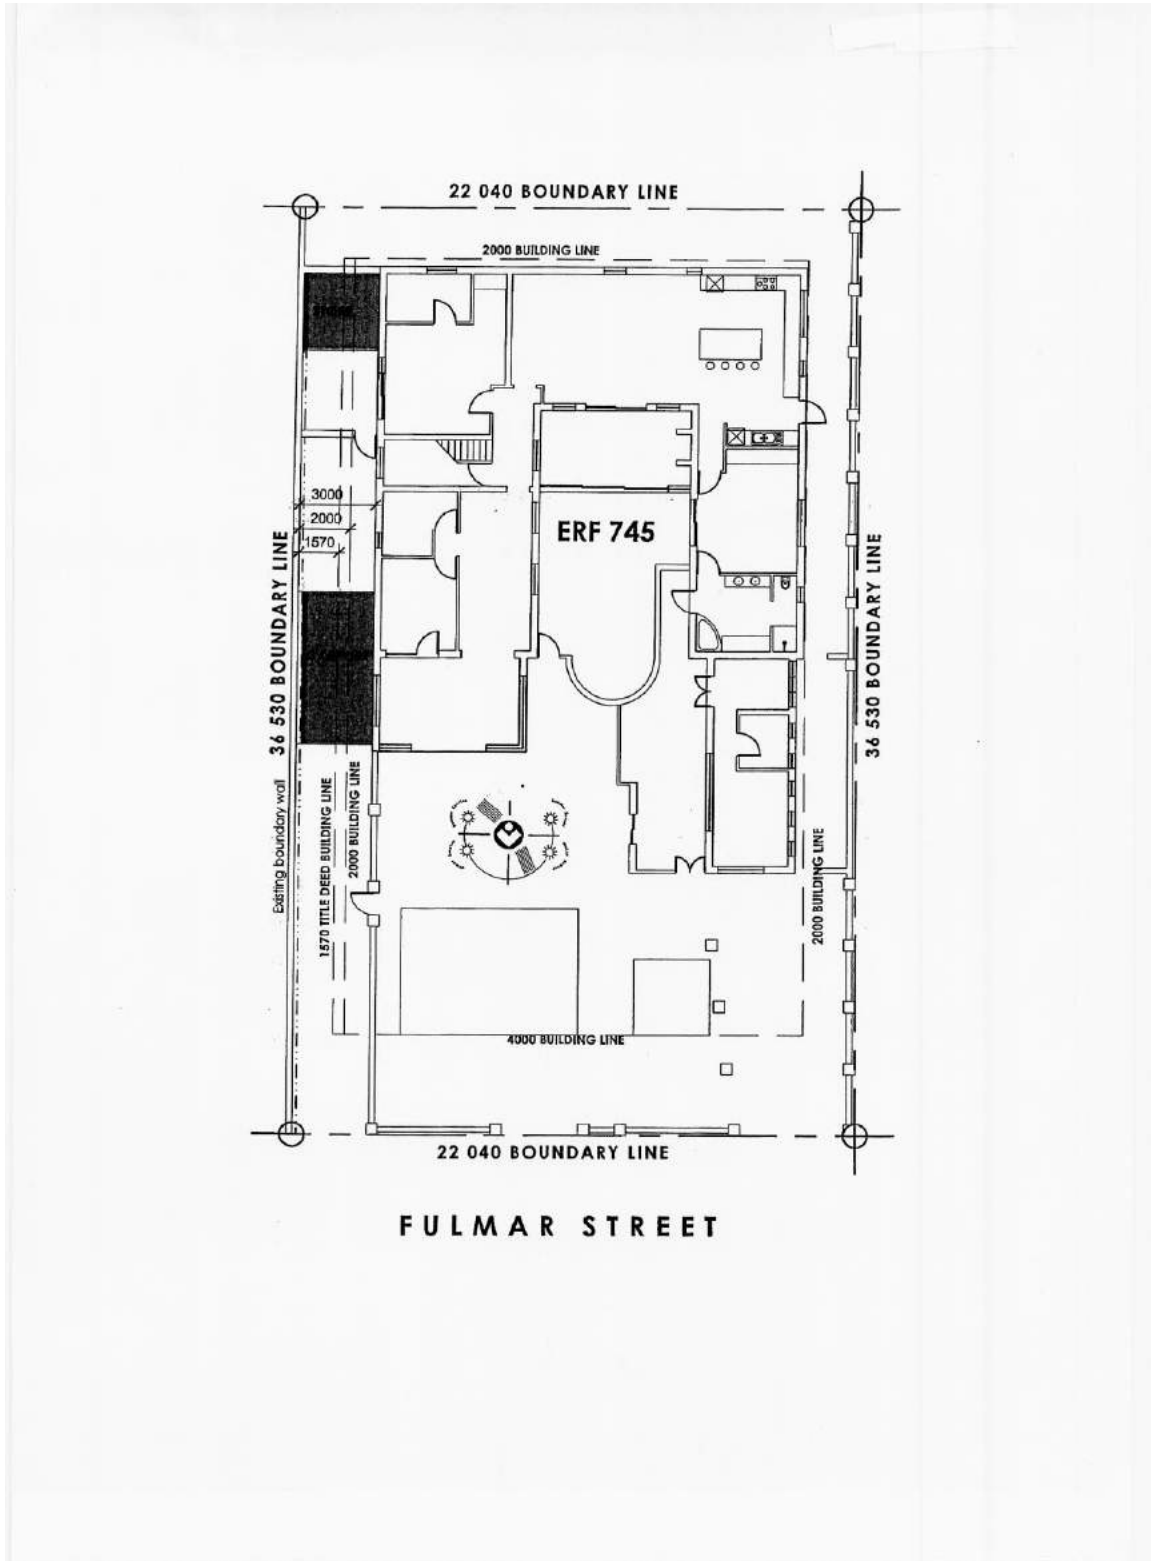 22 040 BOUNDARY LINE
2000 BUILDING LINE
3000
2000
1570
ERF 745
36 530 BOUNDARY LINE
36 530 BOUNDARY LINE
Existing boundary wall
1570 TITLE DEED BUILDING LINE
2000 BUILDING LINE
2000 BUILDING LINE
4000 BUILDING LINE
22 040 BOUNDARY LINE
FULMAR STREET